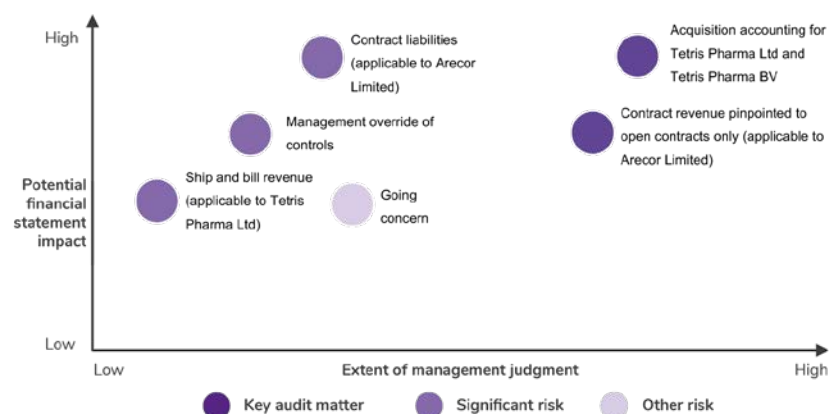 High
Contract liabilities
(applicable to Arecor
Limited)
Acquisition accounting for
Tetris Pharma Ltd and
Tetris Pharma BV
Management override of
controls
Contract revenue pinpointed to
open contracts only (applicable to
Arecor Limited)
Potential
financial
statement
impact
Ship and bill revenue
(applicable to Tetris
Pharma Ltd)
Going
concern
Low
Low
Extent of management judgment
High
Key audit matter
Significant risk
Other risk